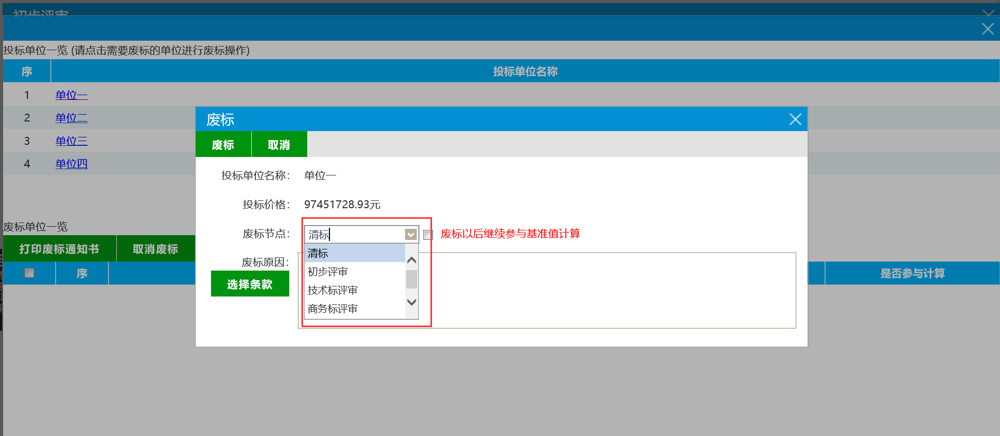 初步评审
投标单位一览 (请点击需要废标的单位进行废标操作)
序 投标单位名称
1 单位一
2 单位二
3 单位三
4 单位四
废标
废标 取消
投标单位名称： 单位一
投标价格： 97451728.93元
废标节点： 清标 废标以后继续参与基准值计算
清标
初步评审
技术标评审
商务标评审
废标原因：
选择条款
废标单位一览
打印废标通知书 取消废标
序 是否参与计算